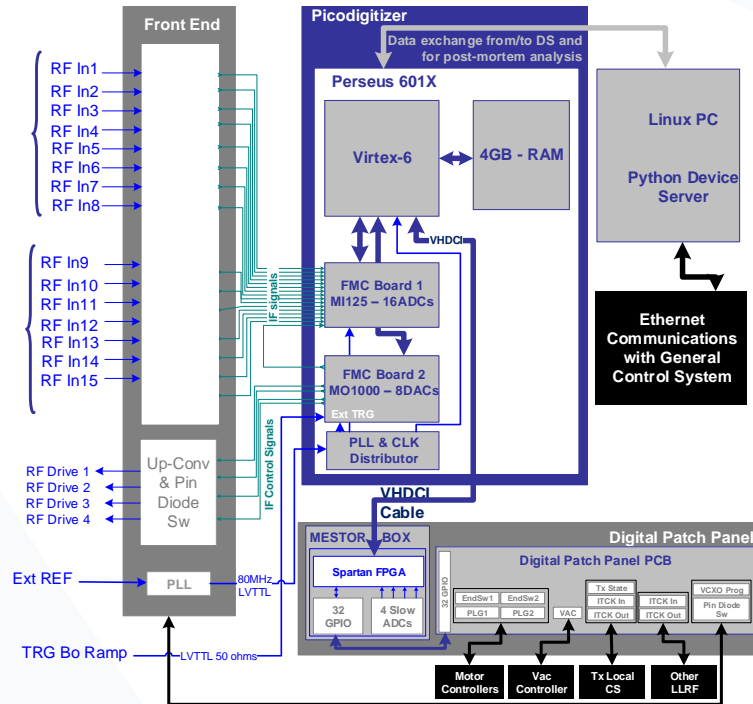 Front End
RF In1
RF In2
RF In3
RF In4
RF In5
RF In6
RF In7
RF In8
RF In9
RF In10
RF In11
RF In12
RF In13
RF In14
RF In15
Up-Conv
& Pin
Diode
Sw
RF Drive 1
RF Drive 2
RF Drive 3
RF Drive 4
Ext REF
PLL
80MHz
LVTTL
TRG Bo Ramp
LVTTL 50 ohms
IF signals
IF Control Signals
Picodigitizer
Data exchange from/to DS and
for post-mortem analysis
Perseus 601X
Virtex-6
4GB - RAM
VHDCI
FMC Board 1
MI125 – 16ADCs
FMC Board 2
MO1000 – 8DACs
Ext TRG
PLL & CLK
Distributor
VHDCI
Cable
Linux PC
Python Device
Server
Ethernet
Communications
with General
Control System
MESTOR BOX
Spartan FPGA
32
GPIO
4 Slow
ADCs
Digital Patch Panel
Digital Patch Panel PCB
32 GPIO
EndSw1
EndSw2
PLG1
PLG2
VAC
Tx State
ITCK In
ITCK Out
ITCK In
ITCK Out
VCXO Prog
Pin Diode
Sw
Motor
Controllers
Vac
Controller
Tx Local
CS
Other
LLRF